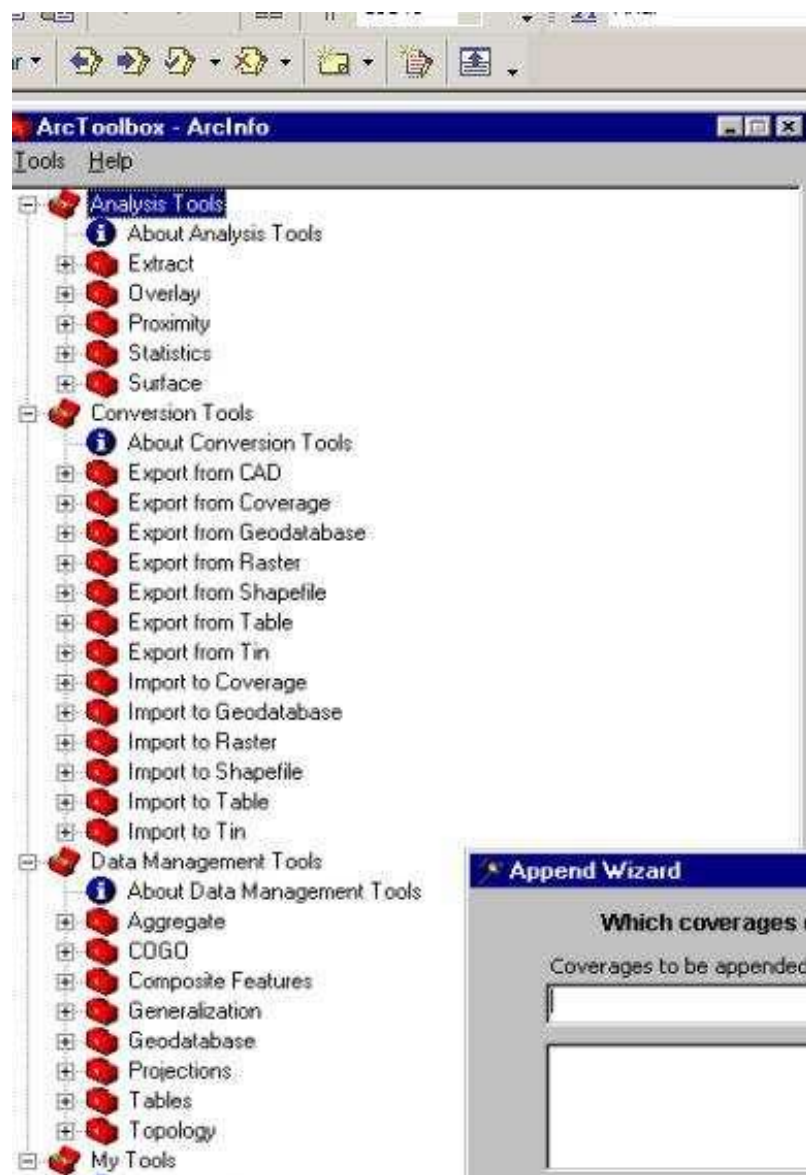 ArcToolbox - ArcInfo
Tools Help
Analysis Tools
About Analysis Tools
Extract
Overlay
Proximity
Statistics
Surface
Conversion Tools
About Conversion Tools
Export from CAD
Export from Coverage
Export from Geodatabase
Export from Raster
Export from Shapefile
Export from Table
Export from Tin
Import to Coverage
Import to Geodatabase
Import to Raster
Import to Shapefile
Import to Table
Import to Tin
Data Management Tools
About Data Management Tools
Aggregate
COGO
Composite Features
Generalization
Geodatabase
Projections
Tables
Topology
My Tools
Append Wizard
Which coverages
Coverages to be appended